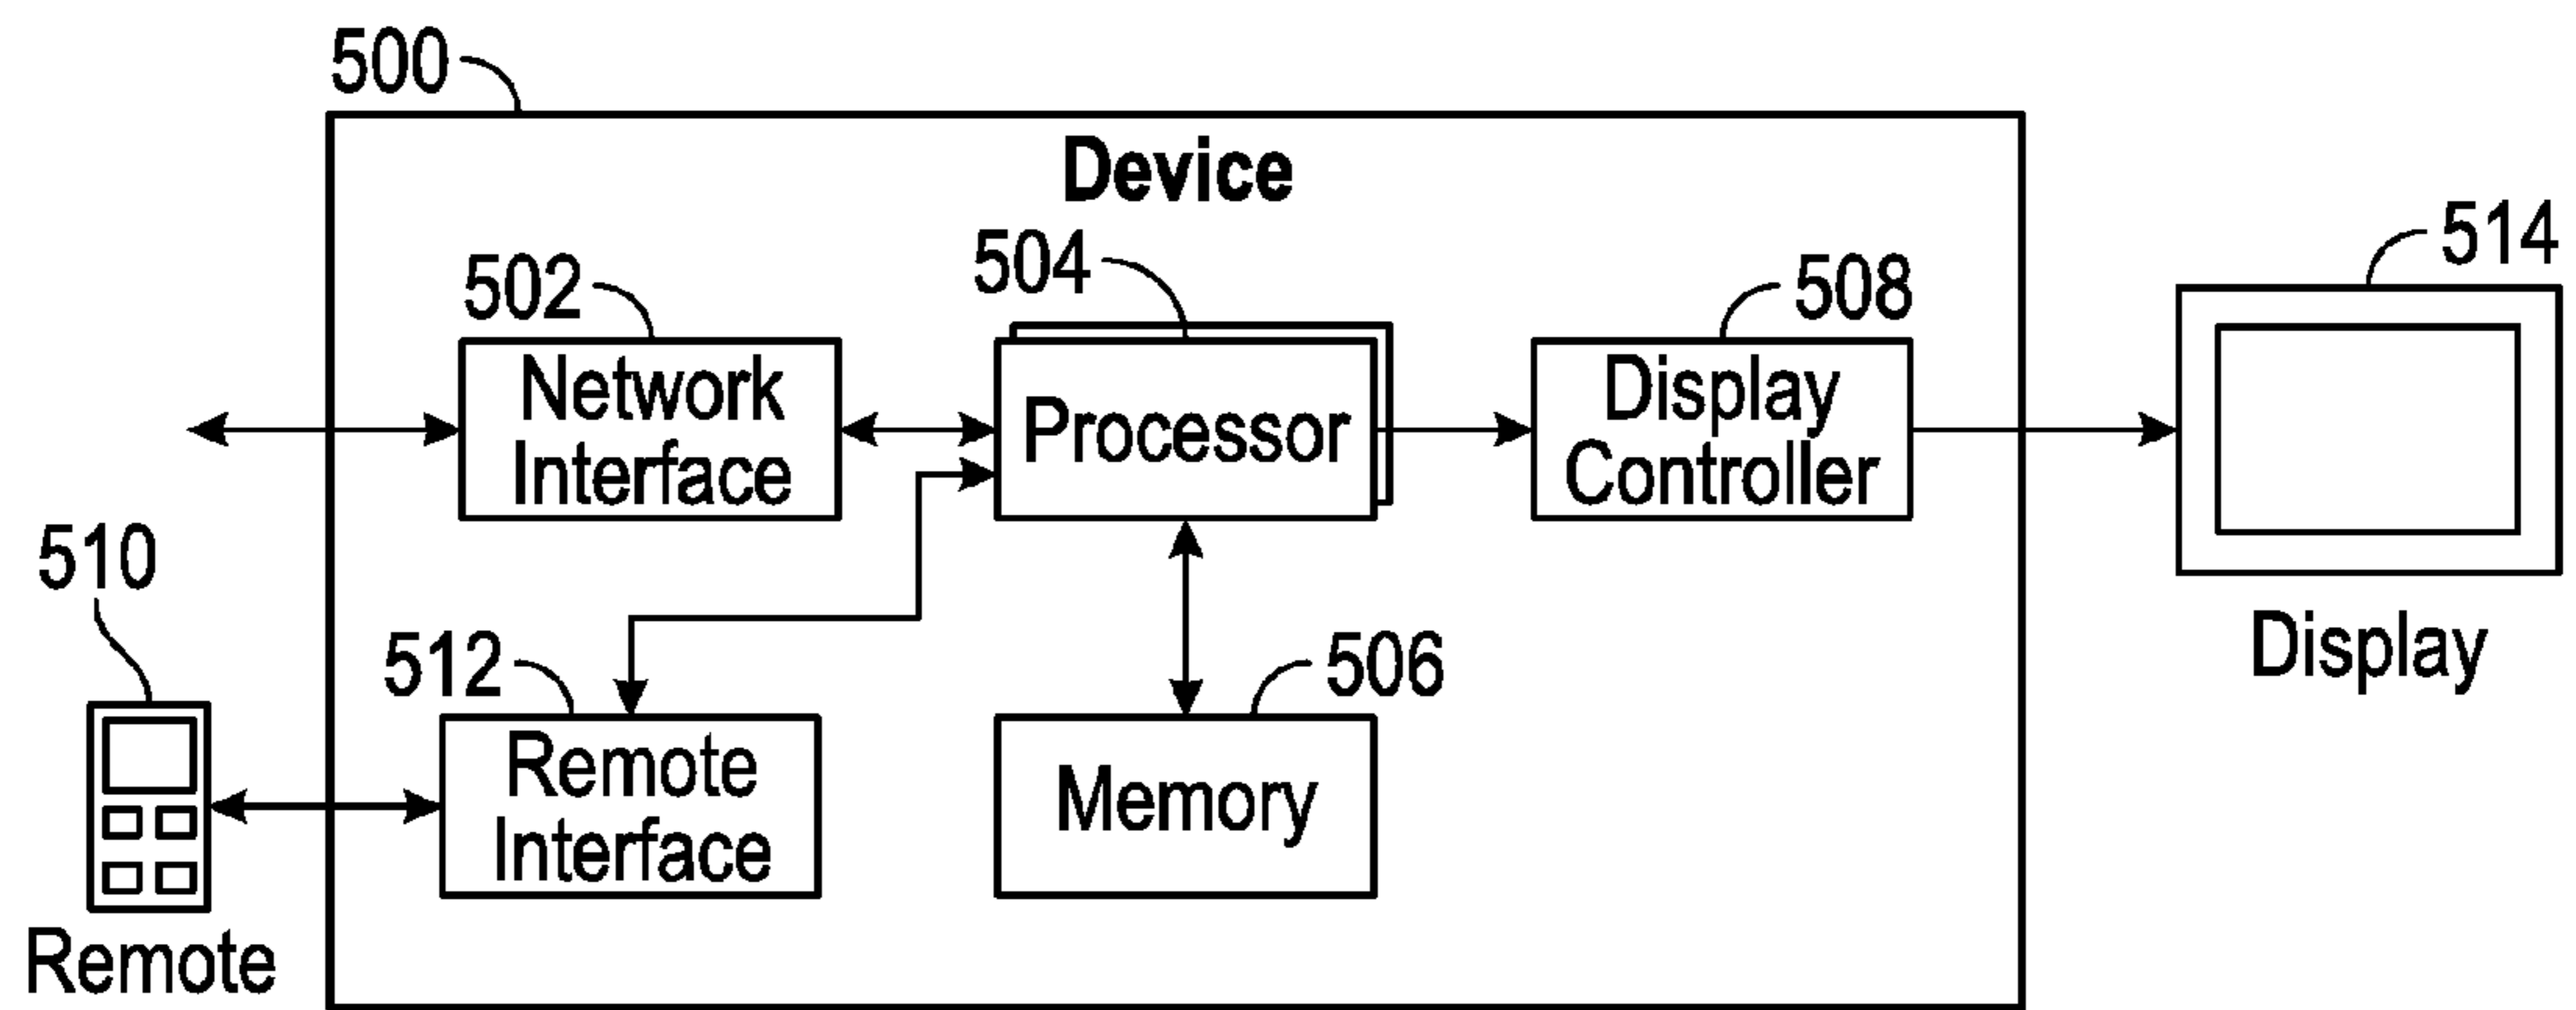 500
Device
504
514
502
508
Network
Interface
Processor
Display
Controller
510
512
506
Display
Remote
Interface
Memory
Remote